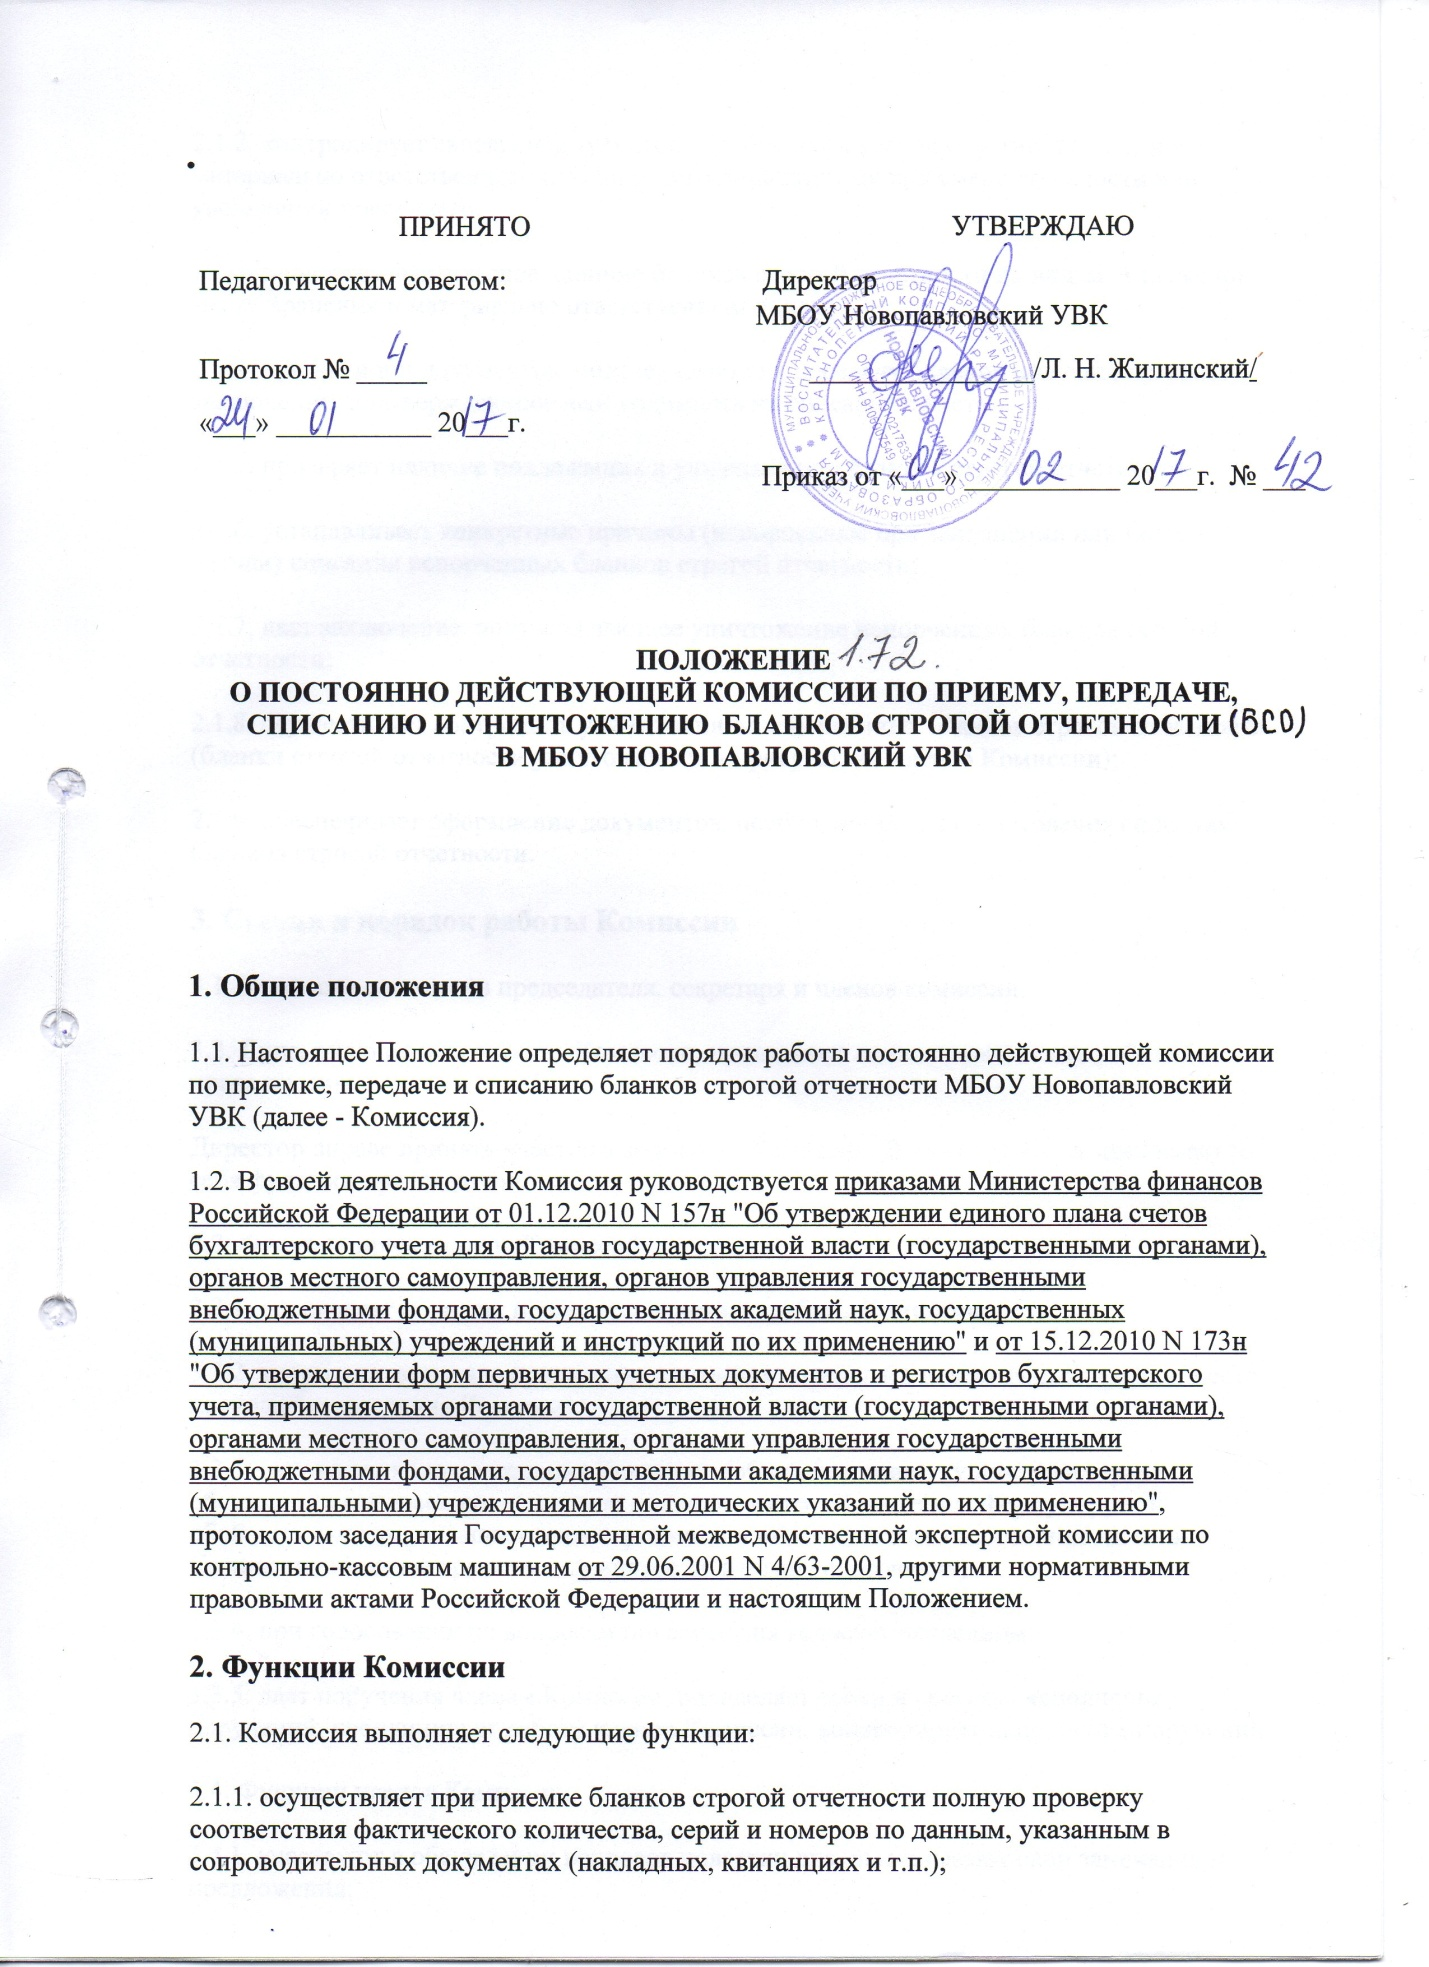 ПРИНЯТО
Педагогическим советом:
Протокол № 4
«24» 01 2017г.
УТВЕРЖДАЮ
Директор
МБОУ Новопавловский УВК
/Л. Н. Жилинский/
Приказ от «01» 02 2017г. № 42
ПОЛОЖЕНИЕ 1.72.
О ПОСТОЯННО ДЕЙСТВУЮЩЕЙ КОМИССИИ ПО ПРИЕМУ, ПЕРЕДАЧЕ,
СПИСАНИЮ И УНИЧТОЖЕНИЮ БЛАНКОВ СТРОГОЙ ОТЧЕТНОСТИ (БСО)
В МБОУ НОВОПАВЛОВСКИЙ УВК
1. Общие положения
1.1. Настоящее Положение определяет порядок работы постоянно действующей комиссии
по приемке, передаче и списанию бланков строгой отчетности МБОУ Новопавловский
УВК (далее - Комиссия).
1.2. В своей деятельности Комиссия руководствуется приказами Министерства финансов
Российской Федерации от 01.12.2010 N 157н "Об утверждении единого плана счетов
бухгалтерского учета для органов государственной власти (государственными органами),
органов местного самоуправления, органов управления государственными
внебюджетными фондами, государственных академий наук, государственных
(муниципальных) учреждений и инструкций по их применению" и от 15.12.2010 N 173н
"Об утверждении форм первичных учетных документов и регистров бухгалтерского
учета, применяемых органами государственной власти (государственными органами),
органами местного самоуправления, органами управления государственными
внебюджетными фондами, государственными академиями наук, государственными
(муниципальными) учреждениями и методических указаний по их применению",
протоколом заседания Государственной межведомственной экспертной комиссии по
контрольно-кассовым машинам от 29.06.2001 N 4/63-2001, другими нормативными
правовыми актами Российской Федерации и настоящим Положением.
2. Функции Комиссии
2.1. Комиссия выполняет следующие функции:
2.1.1. осуществляет при приемке бланков строгой отчетности полную проверку
соответствия фактического количества, серий и номеров по данным, указанным в
сопроводительных документах (накладных, квитанциях и т.п.);